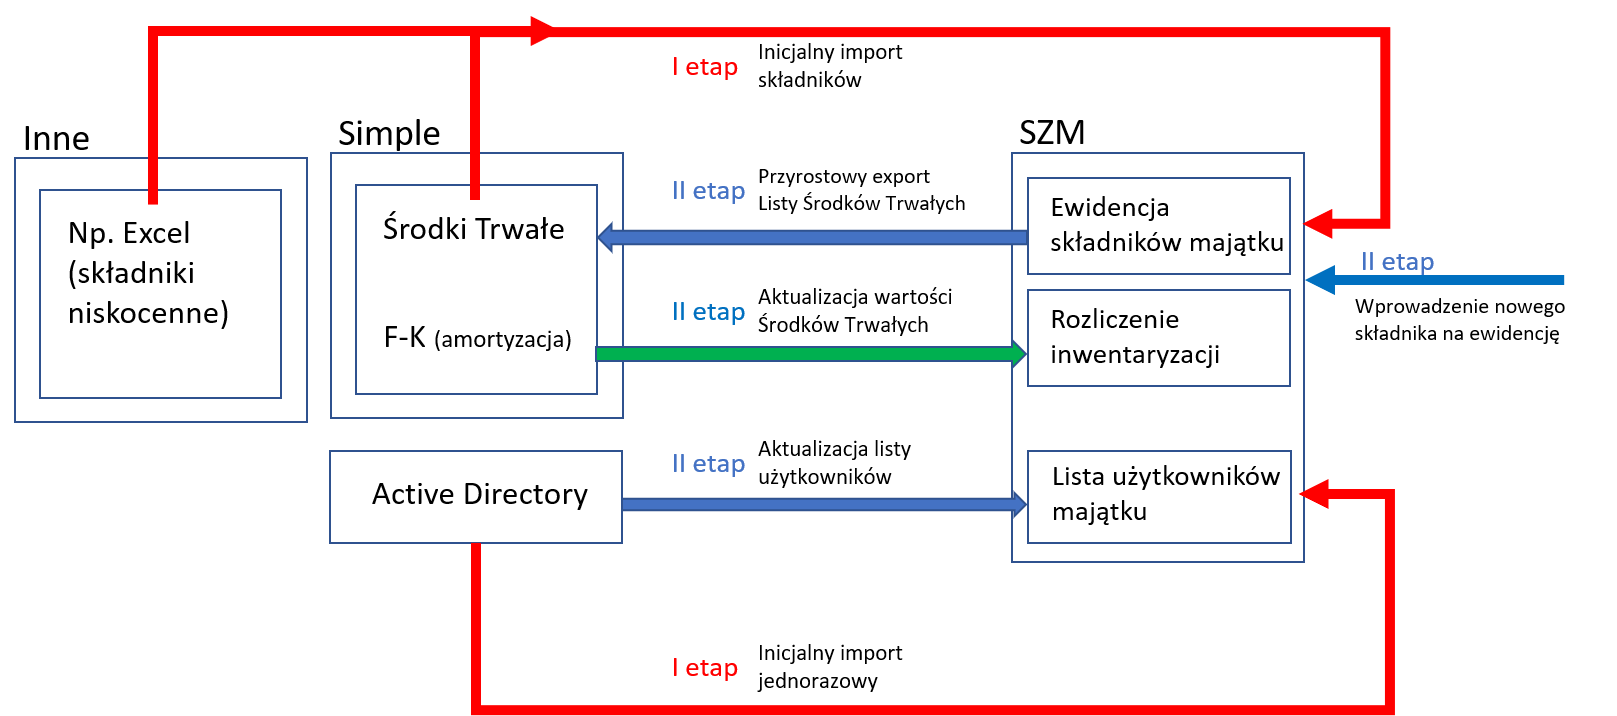 I etap
Inicjalny import
składników
Inne
Np. Excel
(składniki
niskocenne)
Simple
Środki Trwałe
F-K (amortyzacja)
II etap
Przyrostowy export
Listy Środków Trwałych
II etap
Aktualizacja wartości
Środków Trwałych
SZM
Ewidencja
składników majątku
Rozliczenie
inwentaryzacji
II etap
Wprowadzenie nowego
składnika na ewidencję
Active Directory
II etap
Aktualizacja listy
użytkowników
Lista użytkowników
majątku
I etap
Inicjalny import
jednorazowy